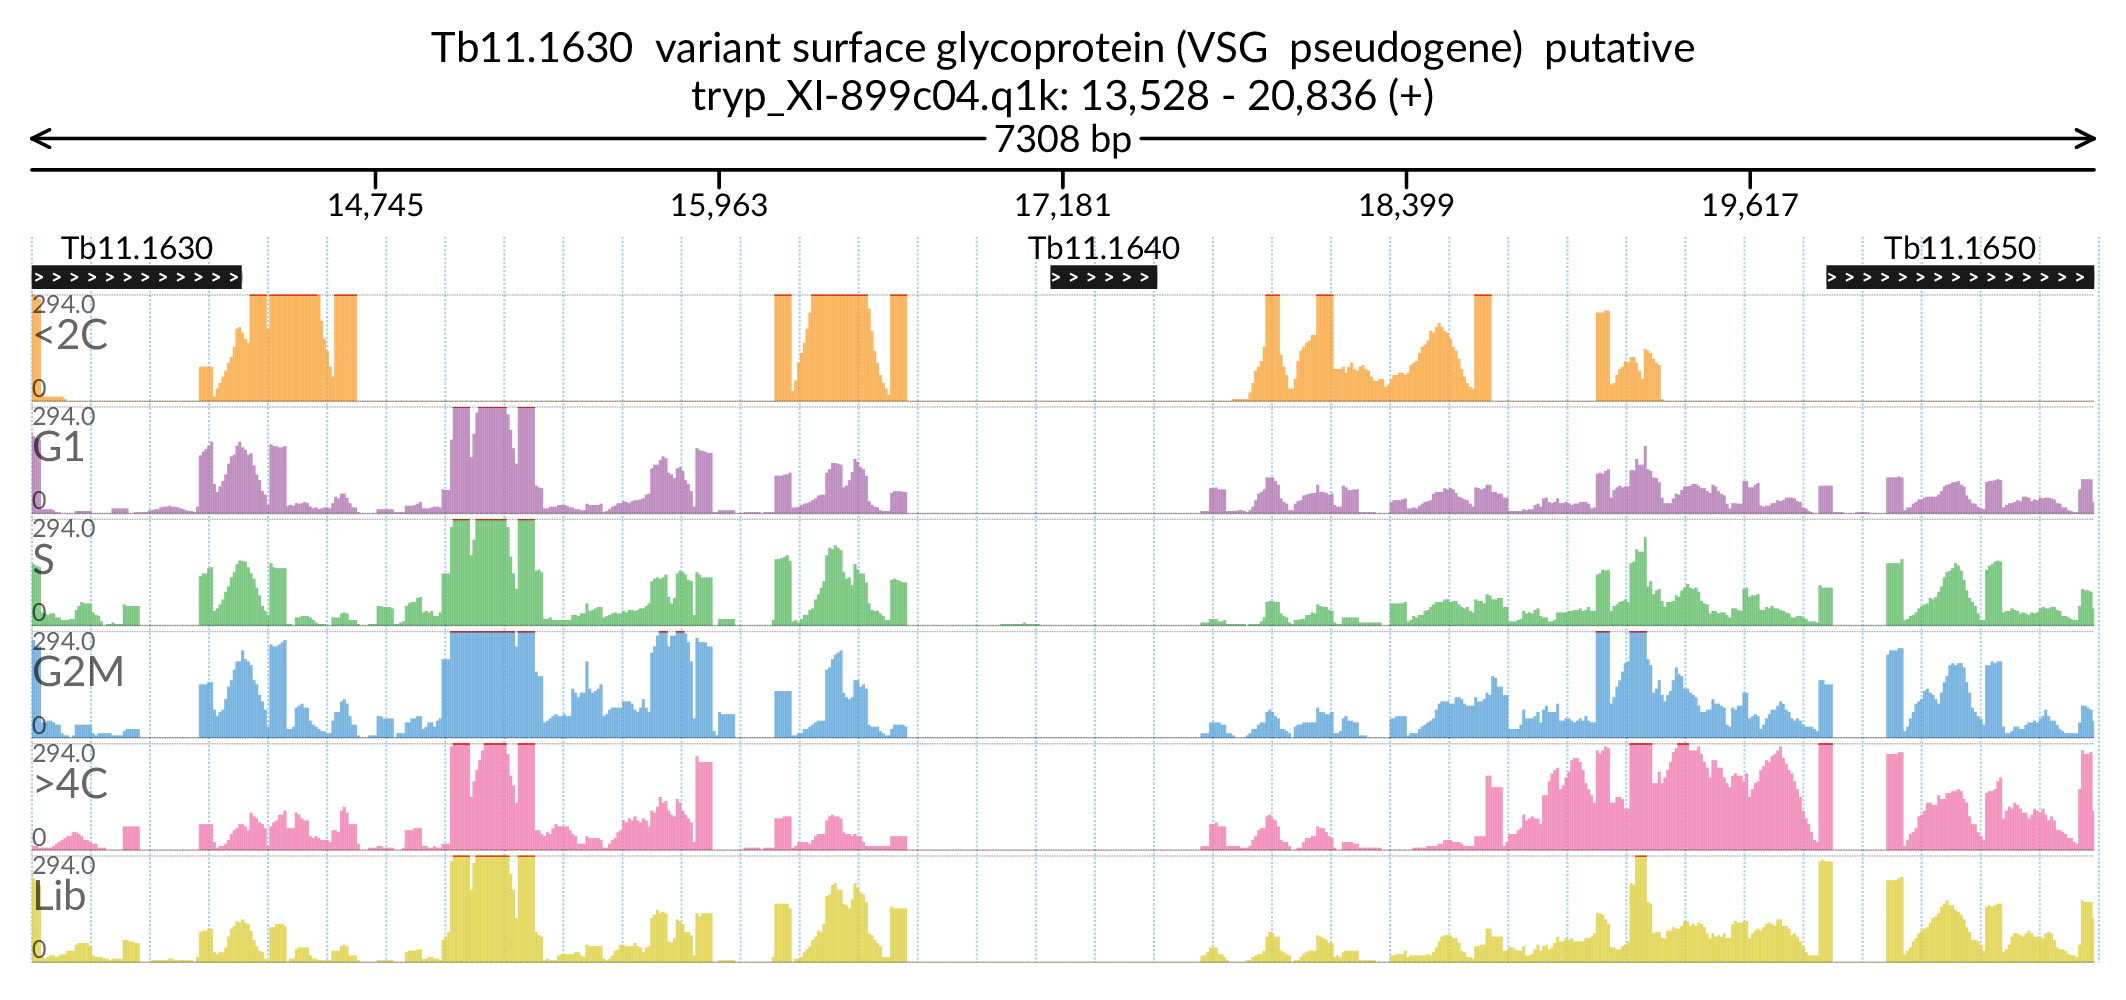 Tb11.1630 variant surface glycoprotein (VSG pseudogene) putative
tryp_XI-899c04.q1k: 13,528 - 20,836 (+)
7308 bp
14,745 15,963 17,181 18,399 19,617
Tb11.1630 Tb11.1640 Tb11.1650
294.0
<2C
0
294.0
G1
0
294.0
S
0
294.0
G2M
0
294.0
>4C
0
294.0
Lib
0